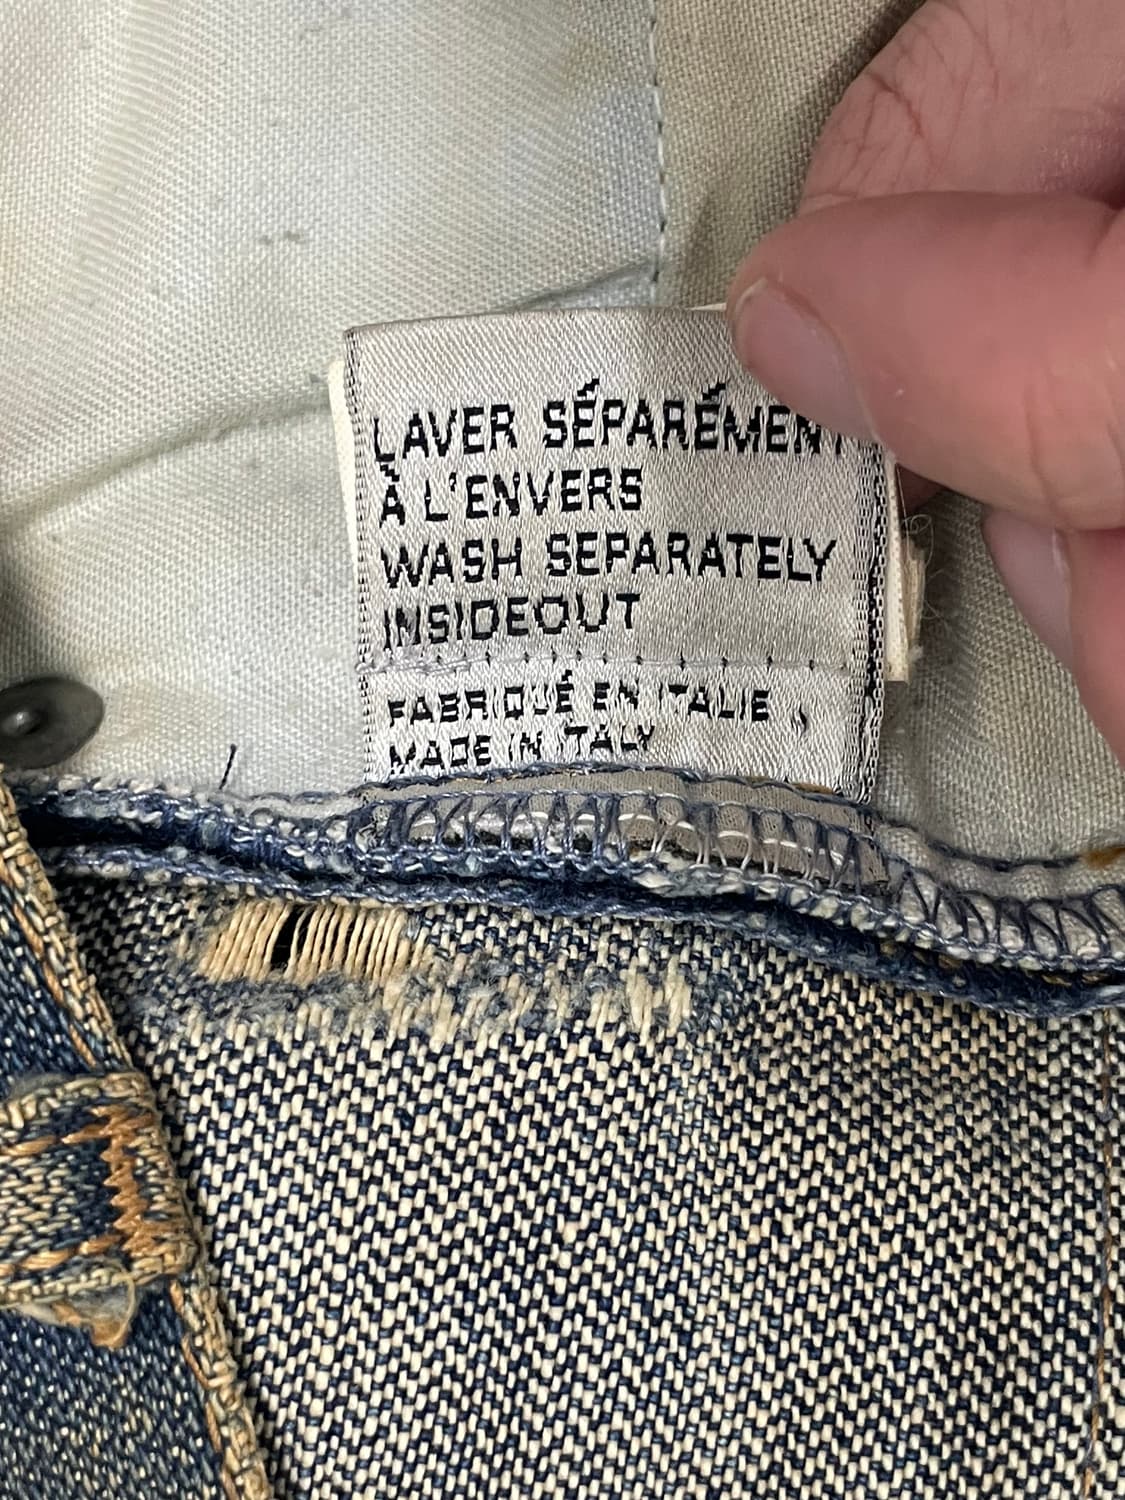 LAVER SÉPARÉMENT
À L'ENVERS
WASH SEPARATELY
INSIDEOUT
FABRIQUÉ EN ITALIE
MADE IN ITALY